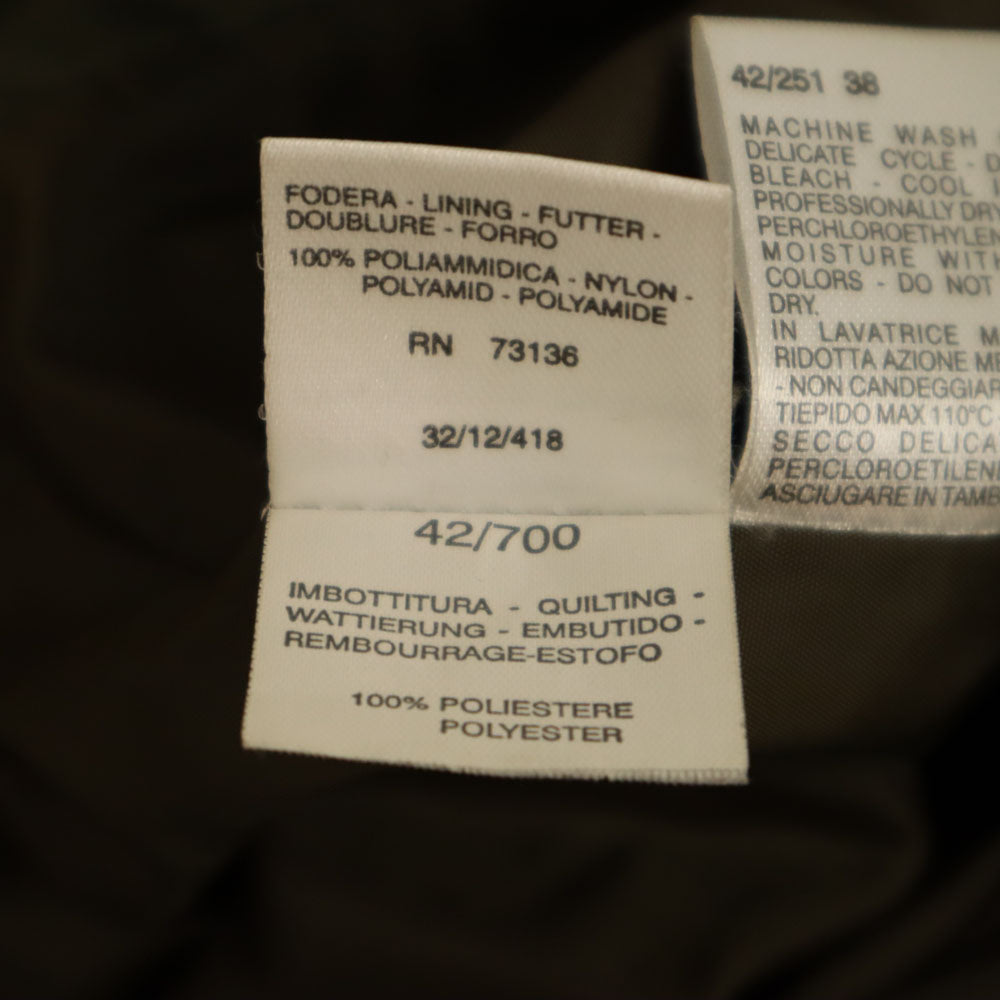 FODERA - LINING - FUTTER -
DOUBLURE - FORRO
100% POLIAMMIDICA - NYLON -
POLYAMID - POLYAMIDE
RN 73136
32/12/418
42/700
IMBOTTITURA - QUILTING -
WATTIERUNG - EMBUTIDO -
REMBOURRAGE-ESTOFO
100% POLIESTERE
POLYESTER
42/251 38
MACHINE WASH
DELICATE CYCLE - D
BLEACH - COOL
PROFESSIONALLY DRY
PERCHLOROETHYLEN
MOISTURE WITH
COLORS - DO NOT
DRY.
IN LAVATRICE M
RIDOTTA AZIONE ME
- NON CANDEGGIAR
TIEPIDO MAX 110°C
SECCO DELICA
PERCLOROETILENE
ASCIUGARE IN TAMB